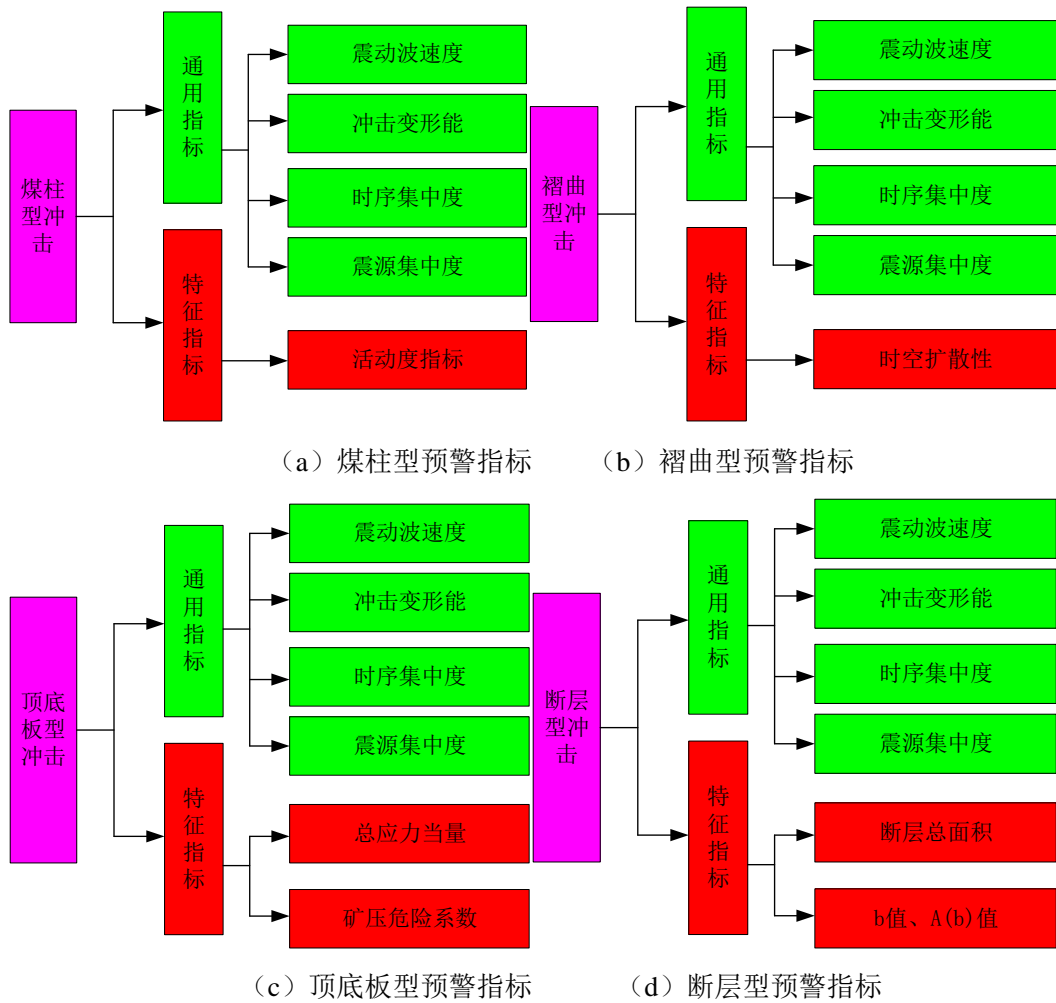 煤柱
型冲
击
通
用
指
标
震动波速度
冲击变形能
时序集中度
震源集中度
特
征
指
标
活动度指标
（a）煤柱型预警指标
褶曲
型冲
击
通
用
指
标
震动波速度
冲击变形能
时序集中度
震源集中度
特
征
指
标
时空扩散性
（b）褶曲型预警指标
顶底
板型
冲击
通
用
指
标
震动波速度
冲击变形能
时序集中度
震源集中度
特
征
指
标
总应力当量
矿压危险系数
（c）顶底板型预警指标
断层
型冲
击
通
用
指
标
震动波速度
冲击变形能
时序集中度
震源集中度
特
征
指
标
断层总面积
b值、A(b)值
（d）断层型预警指标